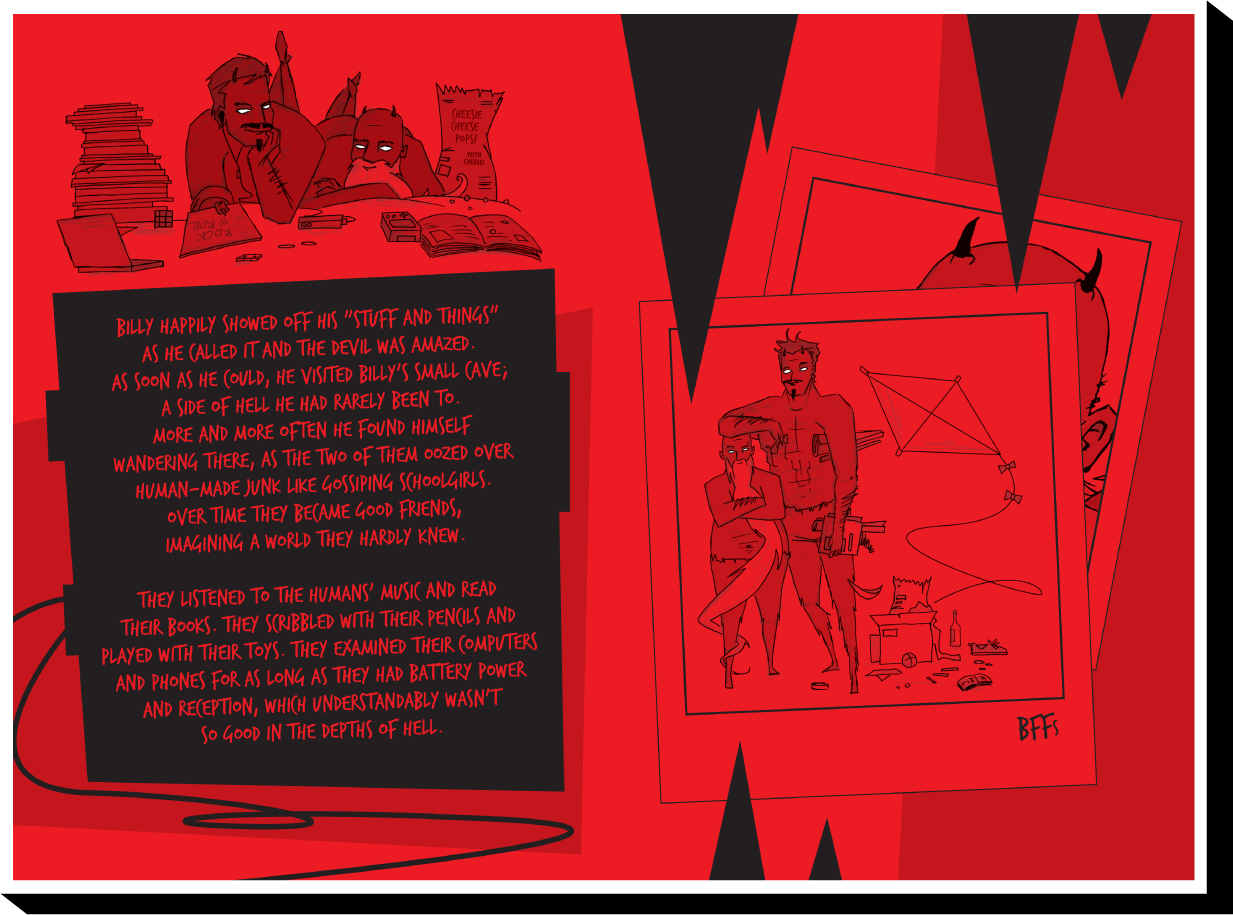 CHEESIE
CHEESE
POPS!
WITH
CHEESE!
ROCK
N
ROLL
BILLY HAPPILY SHOWED OFF HIS "STUFF AND THINGS"
AS HE CALLED IT AND THE DEVIL WAS AMAZED.
AS SOON AS HE COULD, HE VISITED BILLY'S SMALL CAVE;
A SIDE OF HELL HE HAD RARELY BEEN TO.
MORE AND MORE OFTEN HE FOUND HIMSELF
WANDERING THERE, AS THE TWO OF THEM OOZED OVER
HUMAN-MADE JUNK LIKE GOSSIPING SCHOOLGIRLS.
OVER TIME THEY BECAME GOOD FRIENDS,
IMAGINING A WORLD THEY HARDLY KNEW.
THEY LISTENED TO THE HUMANS' MUSIC AND READ
THEIR BOOKS. THEY SCRIBBLED WITH THEIR PENCILS AND
PLAYED WITH THEIR TOYS. THEY EXAMINED THEIR COMPUTERS
AND PHONES FOR AS LONG AS THEY HAD BATTERY POWER
AND RECEPTION, WHICH UNDERSTANDABLY WASN'T
SO GOOD IN THE DEPTHS OF HELL.
BFFs